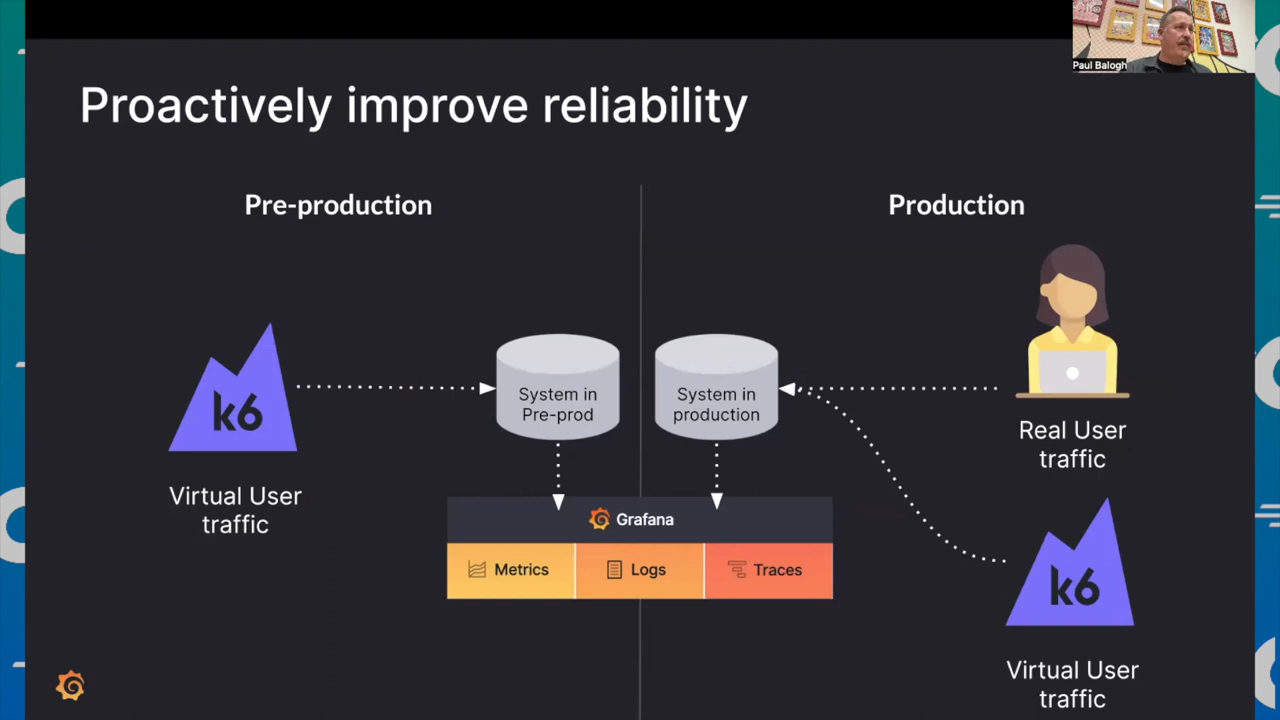 Paul Balogh
Proactively improve reliability
Pre-production
Production
k6
Virtual User
traffic
System in
Pre-prod
System in
production
Real User
traffic
Grafana
Metrics
Logs
Traces
k6
Virtual User
traffic